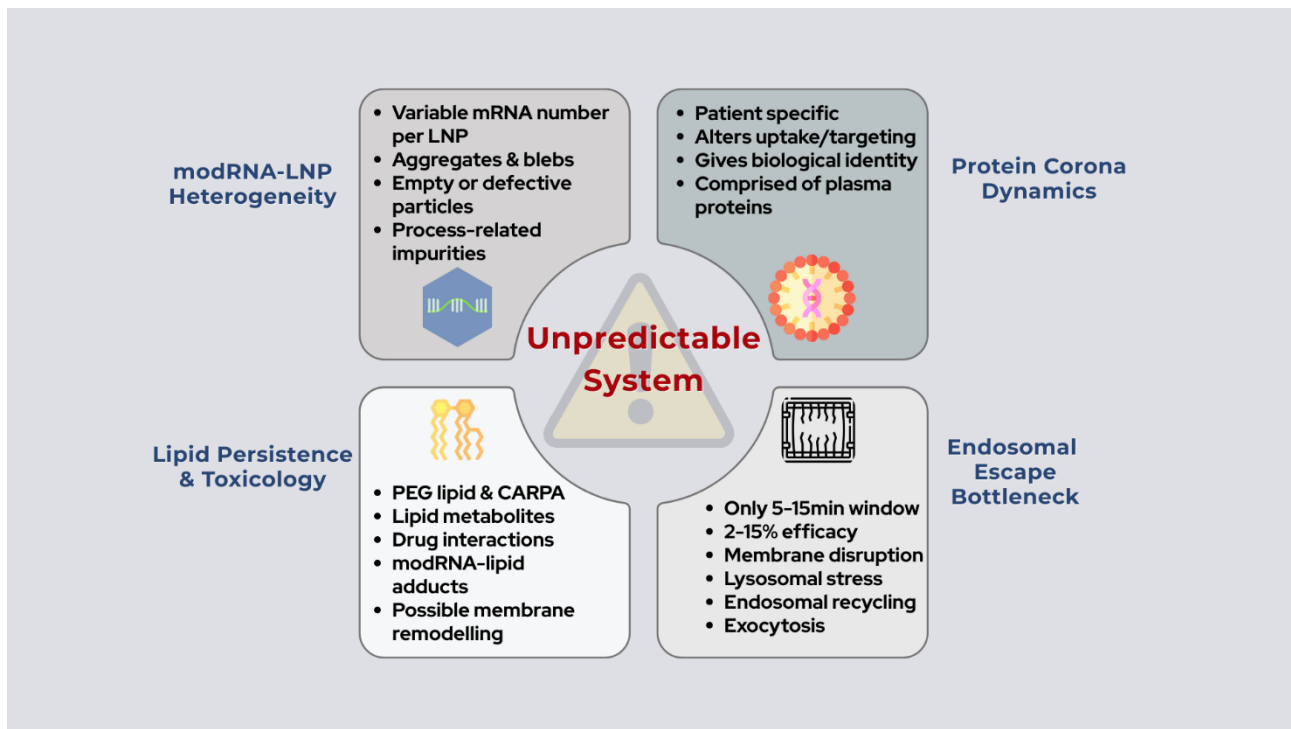 modRNA-LNP
Heterogeneity
• Variable mRNA number
per LNP
• Aggregates & blebs
• Empty or defective
particles
• Process-related
impurities
• Patient specific
• Alters uptake/targeting
• Gives biological identity
• Comprised of plasma
proteins
Protein Corona
Dynamics
Unpredictable
System
Lipid Persistence
& Toxicology
• PEG lipid & CARPA
• Lipid metabolites
• Drug interactions
• modRNA-lipid
adducts
• Possible membrane
remodelling
• Only 5-15min window
• 2-15% efficacy
• Membrane disruption
• Lysosomal stress
• Endosomal recycling
• Exocytosis
Endosomal
Escape
Bottleneck